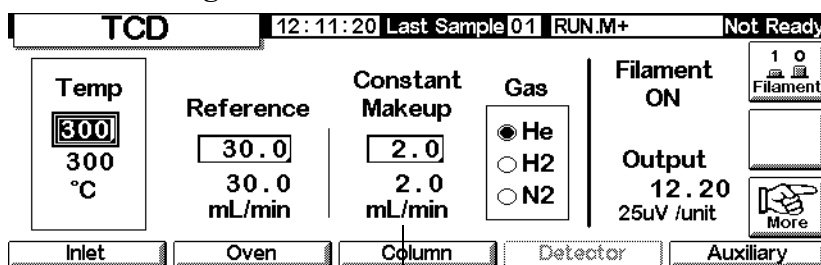 TCD 12:11:20 Last Sample 01 RUN.M+ Not Ready
Temp
300
300
°C
Reference
30.0
30.0
mL/min
Constant
Makeup
2.0
2.0
mL/min
Gas
He
H2
N2
Filament
ON
Output
12.20
25uV /unit
1 0
Filament
More
Inlet Oven Column Detector Auxiliary